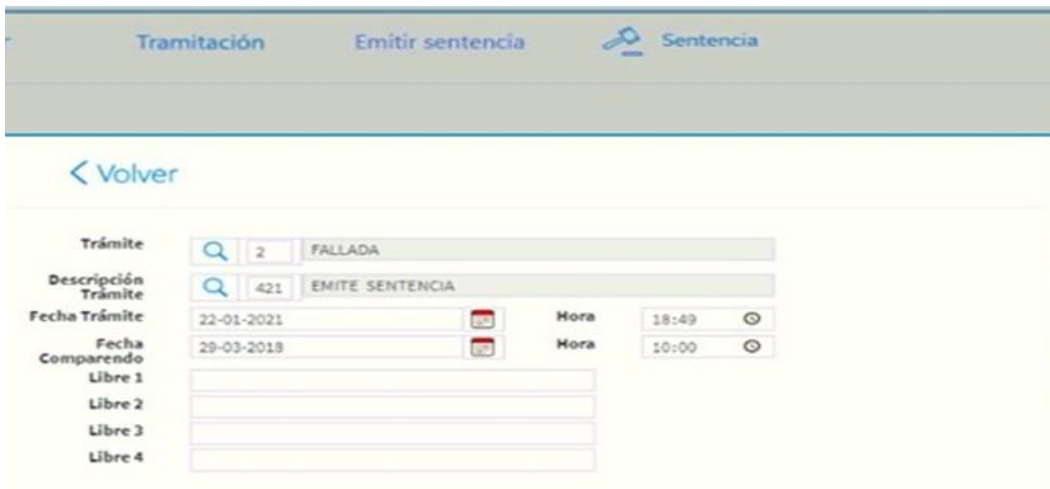 Tramitación Emitir sentencia Sentencia
Volver
Trámite 2 FALLADA
Descripción
Trámite 421 EMITE SENTENCIA
Fecha Trámite 22-01-2021 Hora 18:49
Fecha
Comparendo 29-03-2018 Hora 10:00
Libre 1
Libre 2
Libre 3
Libre 4